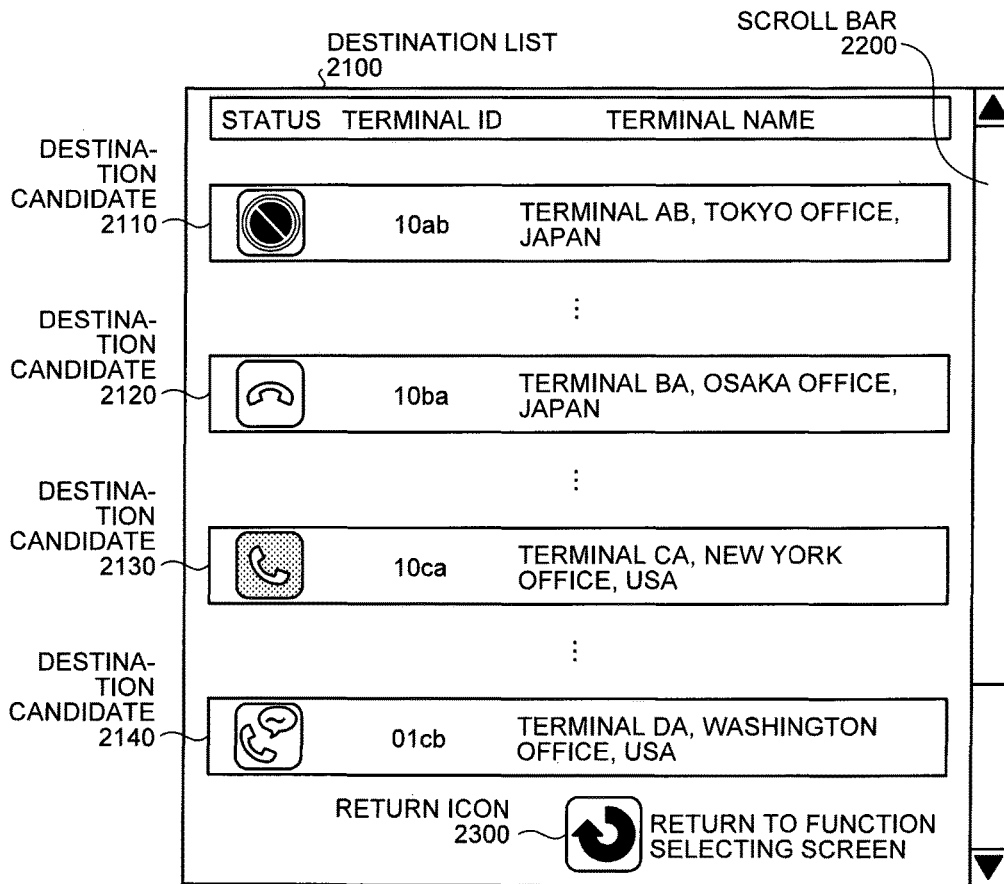 SCROLL BAR
2200
DESTINATION LIST
2100
STATUS TERMINAL ID TERMINAL NAME
DESTINA-
TION
CANDIDATE
2110
10ab
TERMINAL AB, TOKYO OFFICE,
JAPAN
⋮
DESTINA-
TION
CANDIDATE
2120
10ba
TERMINAL BA, OSAKA OFFICE,
JAPAN
⋮
DESTINA-
TION
CANDIDATE
2130
10ca
TERMINAL CA, NEW YORK
OFFICE, USA
⋮
DESTINA-
TION
CANDIDATE
2140
01cb
TERMINAL DA, WASHINGTON
OFFICE, USA
RETURN ICON
2300
RETURN TO FUNCTION
SELECTING SCREEN